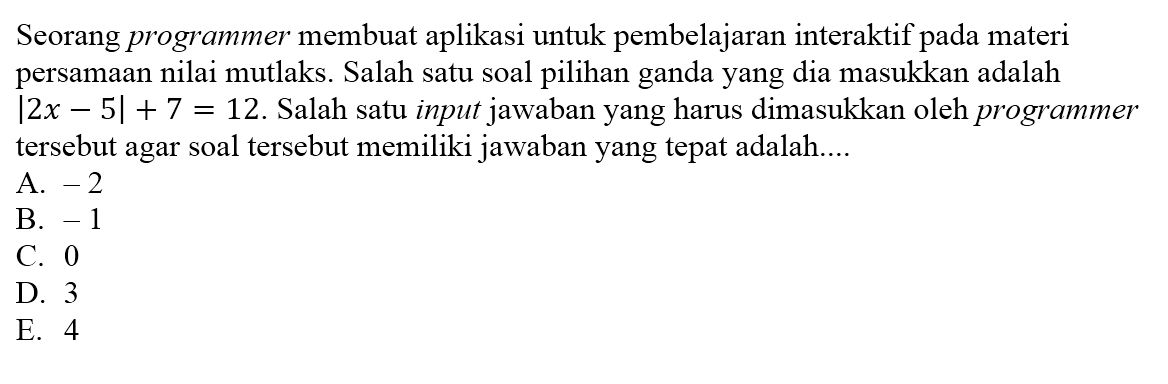 Seorang programmer membuat aplikasi untuk pembelajaran interaktif pada materi
persamaan nilai mutlaks. Salah satu soal pilihan ganda yang dia masukkan adalah
|2x − 5| + 7 = 12. Salah satu input jawaban yang harus dimasukkan oleh programmer
tersebut agar soal tersebut memiliki jawaban yang tepat adalah....
A. – 2
B. – 1
C. 0
D. 3
E. 4